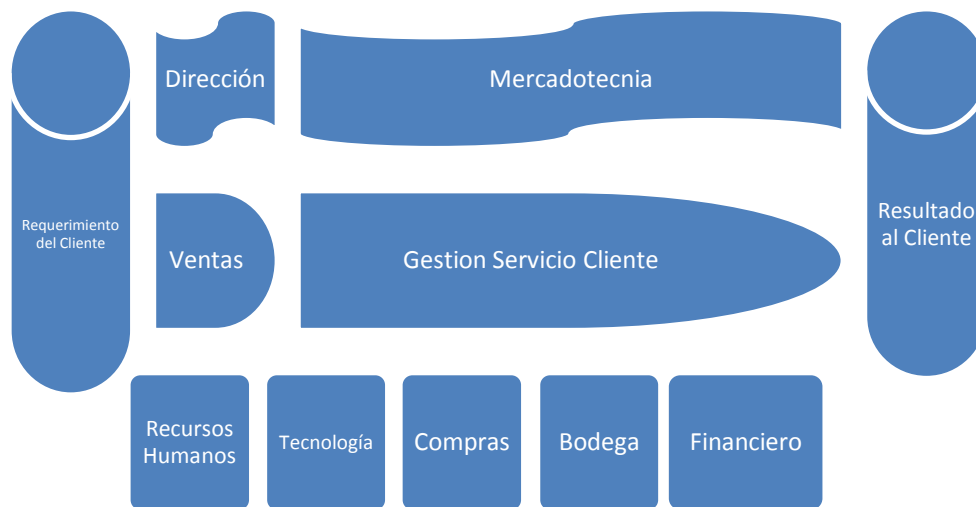 Dirección
Mercadotecnia
Requerimiento
del Cliente
Ventas
Gestion Servicio Cliente
Resultado
al Cliente
Recursos
Humanos
Tecnología
Compras
Bodega
Financiero